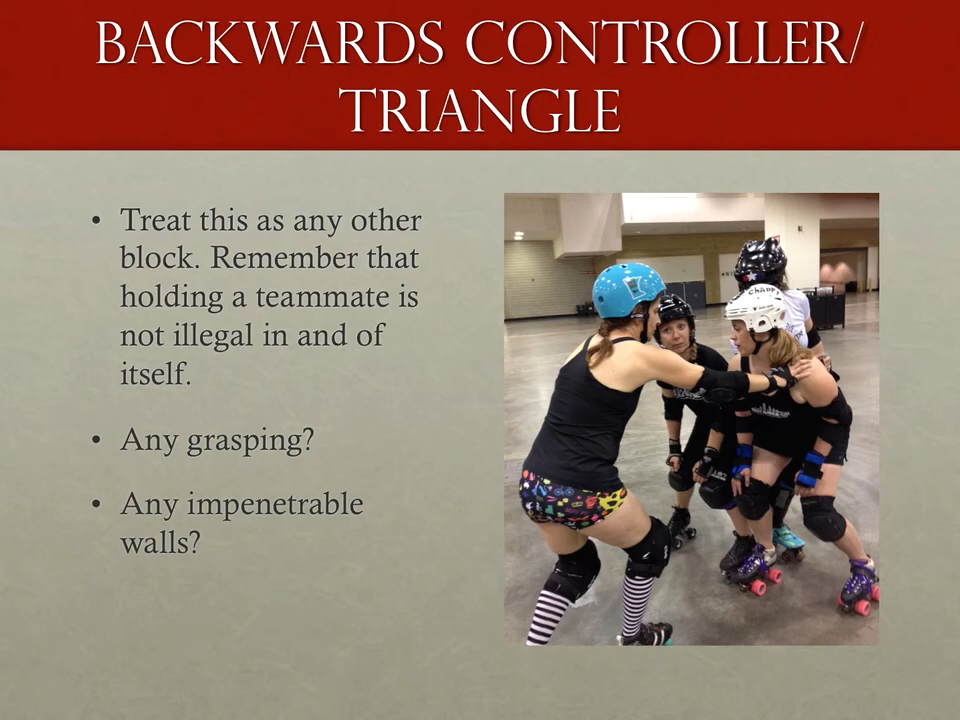 Backwards Controller/
Triangle
• Treat this as any other
block. Remember that
holding a teammate is
not illegal in and of
itself.
• Any grasping?
• Any impenetrable
walls?
CHAPPY